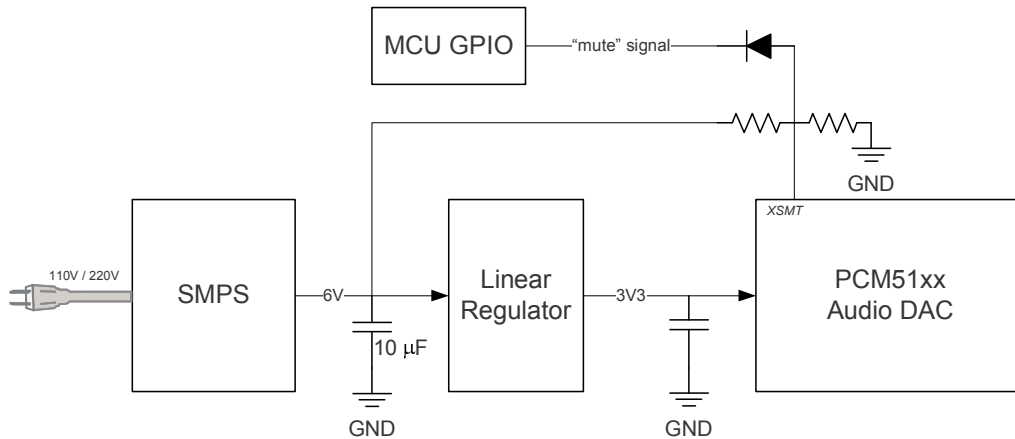 MCU GPIO
“mute” signal
GND
XSMT
110V / 220V
SMPS
6V
Linear
Regulator
3V3
PCM51xx
Audio DAC
10 μF
GND
GND